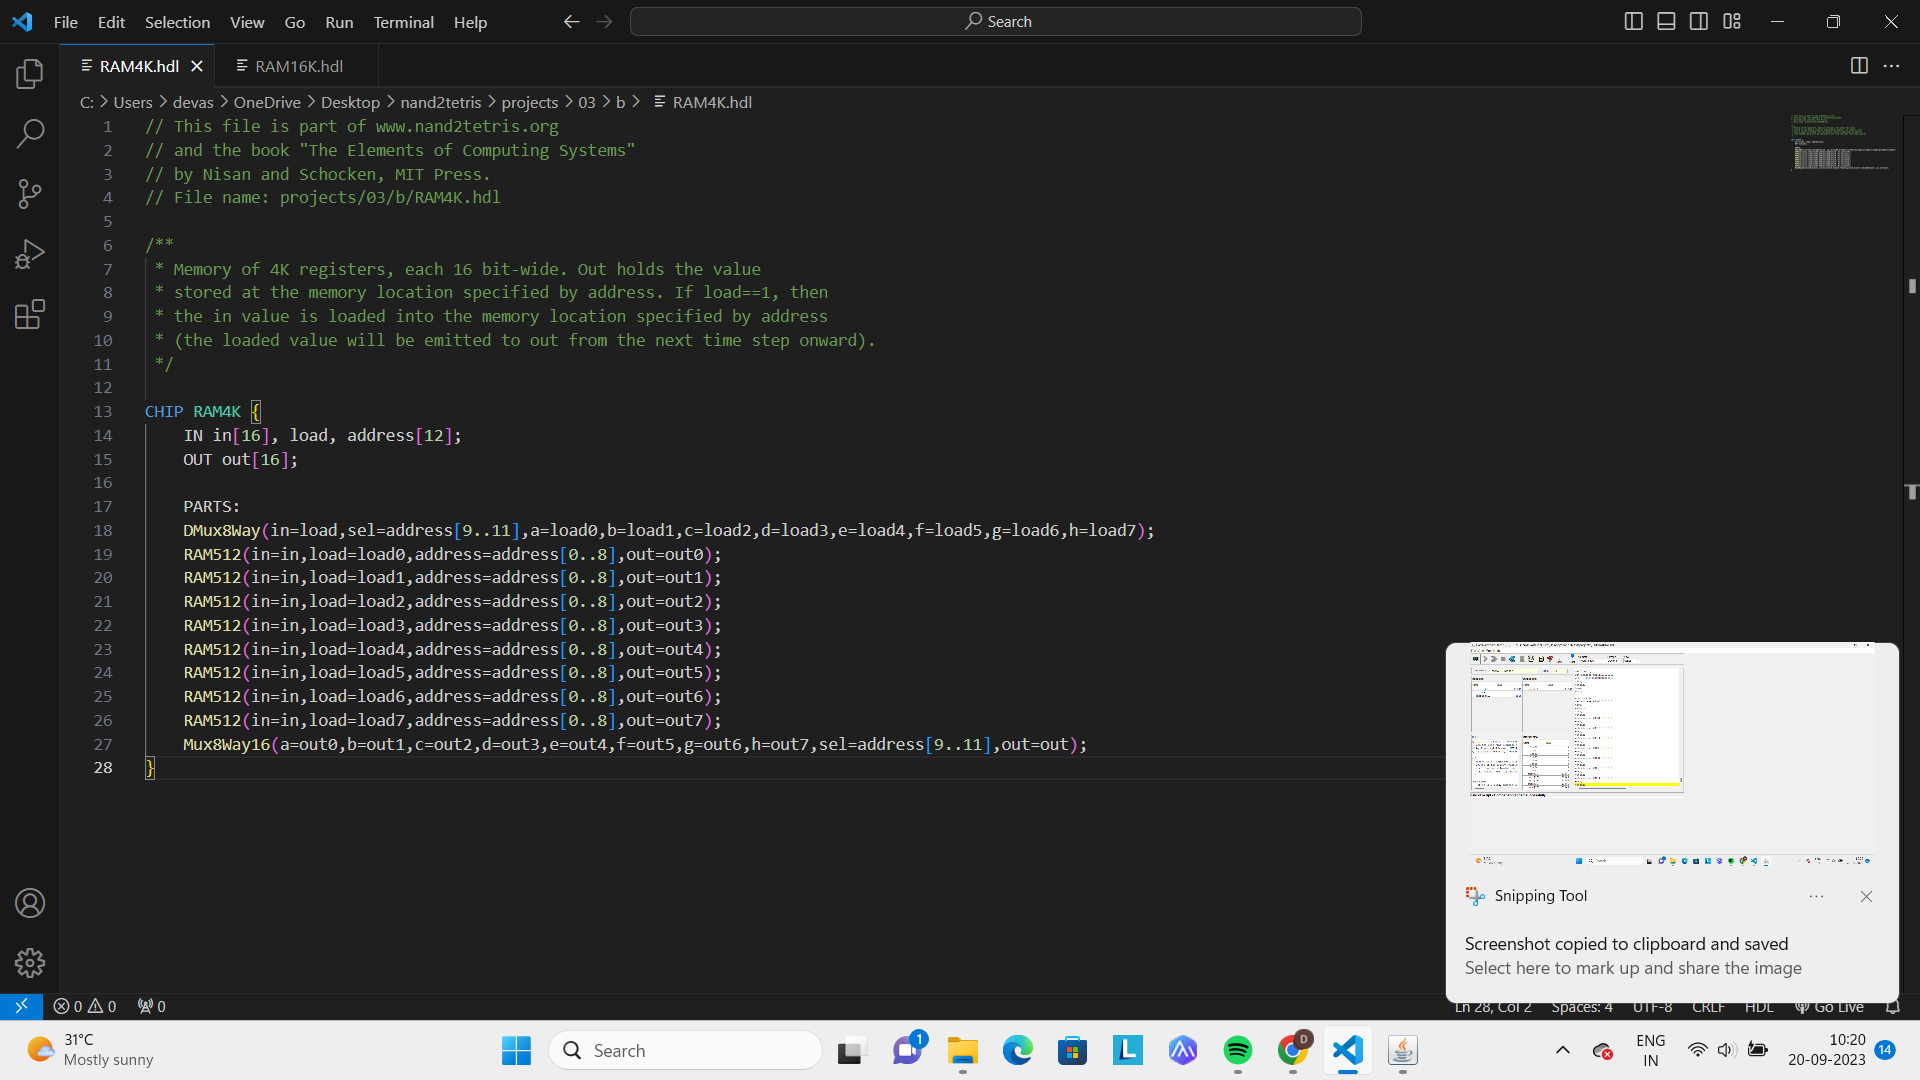 File Edit Selection View Go Run Terminal Help
Search
RAM4K.hdl
RAM16K.hdl
C: > Users > devas > OneDrive > Desktop > nand2tetris > projects > 03 > b > RAM4K.hdl
1 // This file is part of www.nand2tetris.org
2 // and the book "The Elements of Computing Systems"
3 // by Nisan and Schocken, MIT Press.
4 // File name: projects/03/b/RAM4K.hdl
5
6 /**
7 * Memory of 4K registers, each 16 bit-wide. Out holds the value
8 * stored at the memory location specified by address. If load==1, then
9 * the in value is loaded into the memory location specified by address
10 * (the loaded value will be emitted to out from the next time step onward).
11 */
12
13 CHIP RAM4K {
14 IN in[16], load, address[12];
15 OUT out[16];
16
17 PARTS:
18 DMux8Way(in=load,sel=address[9..11],a=load0,b=load1,c=load2,d=load3,e=load4,f=load5,g=load6,h=load7);
19 RAM512(in=in,load=load0,address=address[0..8],out=out0);
20 RAM512(in=in,load=load1,address=address[0..8],out=out1);
21 RAM512(in=in,load=load2,address=address[0..8],out=out2);
22 RAM512(in=in,load=load3,address=address[0..8],out=out3);
23 RAM512(in=in,load=load4,address=address[0..8],out=out4);
24 RAM512(in=in,load=load5,address=address[0..8],out=out5);
25 RAM512(in=in,load=load6,address=address[0..8],out=out6);
26 RAM512(in=in,load=load7,address=address[0..8],out=out7);
27 Mux8Way16(a=out0,b=out1,c=out2,d=out3,e=out4,f=out5,g=out6,h=out7,sel=address[9..11],out=out);
28 }
Snipping Tool
Screenshot copied to clipboard and saved
Select here to mark up and share the image
0 0 0
Ln 28, Col 2 Spaces: 4 UTF-8 CRLF HDL Go Live
31°C
Mostly sunny
Search
1
D
ENG
IN
10:20
20-09-2023
14